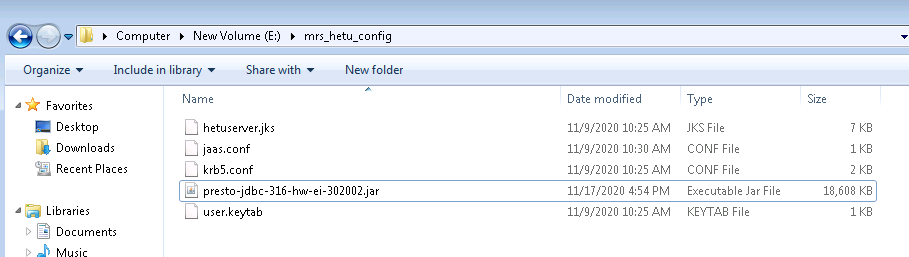 Computer New Volume (E:) mrs_hetu_config
Organize Include in library Share with New folder
Favorites
Desktop
Downloads
Recent Places
Libraries
Documents
Music
Name Date modified Type Size
hetuserver.jks 11/9/2020 10:25 AM JKS File 7 KB
jaas.conf 11/9/2020 10:30 AM CONF File 1 KB
krb5.conf 11/9/2020 10:25 AM CONF File 2 KB
presto-jdbc-316-hw-ei-302002.jar 11/17/2020 4:54 PM Executable Jar File 18,608 KB
user.keytab 11/9/2020 10:25 AM KEYTAB File 1 KB